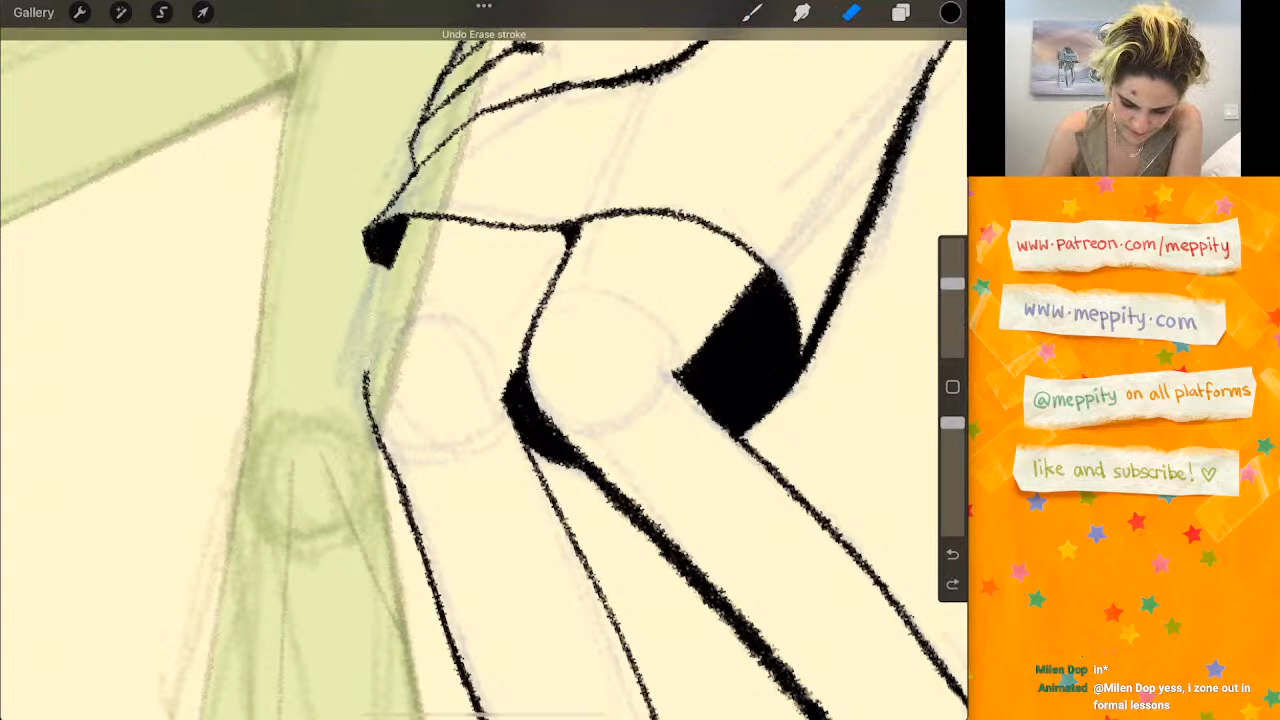 Gallery
Undo Erase stroke
www.patreon.com/meppity
www.meppity.com
@meppity on all platforms
like and subscribe! ♡
Milen Dop in*
Animated @Milen Dop yess, i zone out in
formal lessons